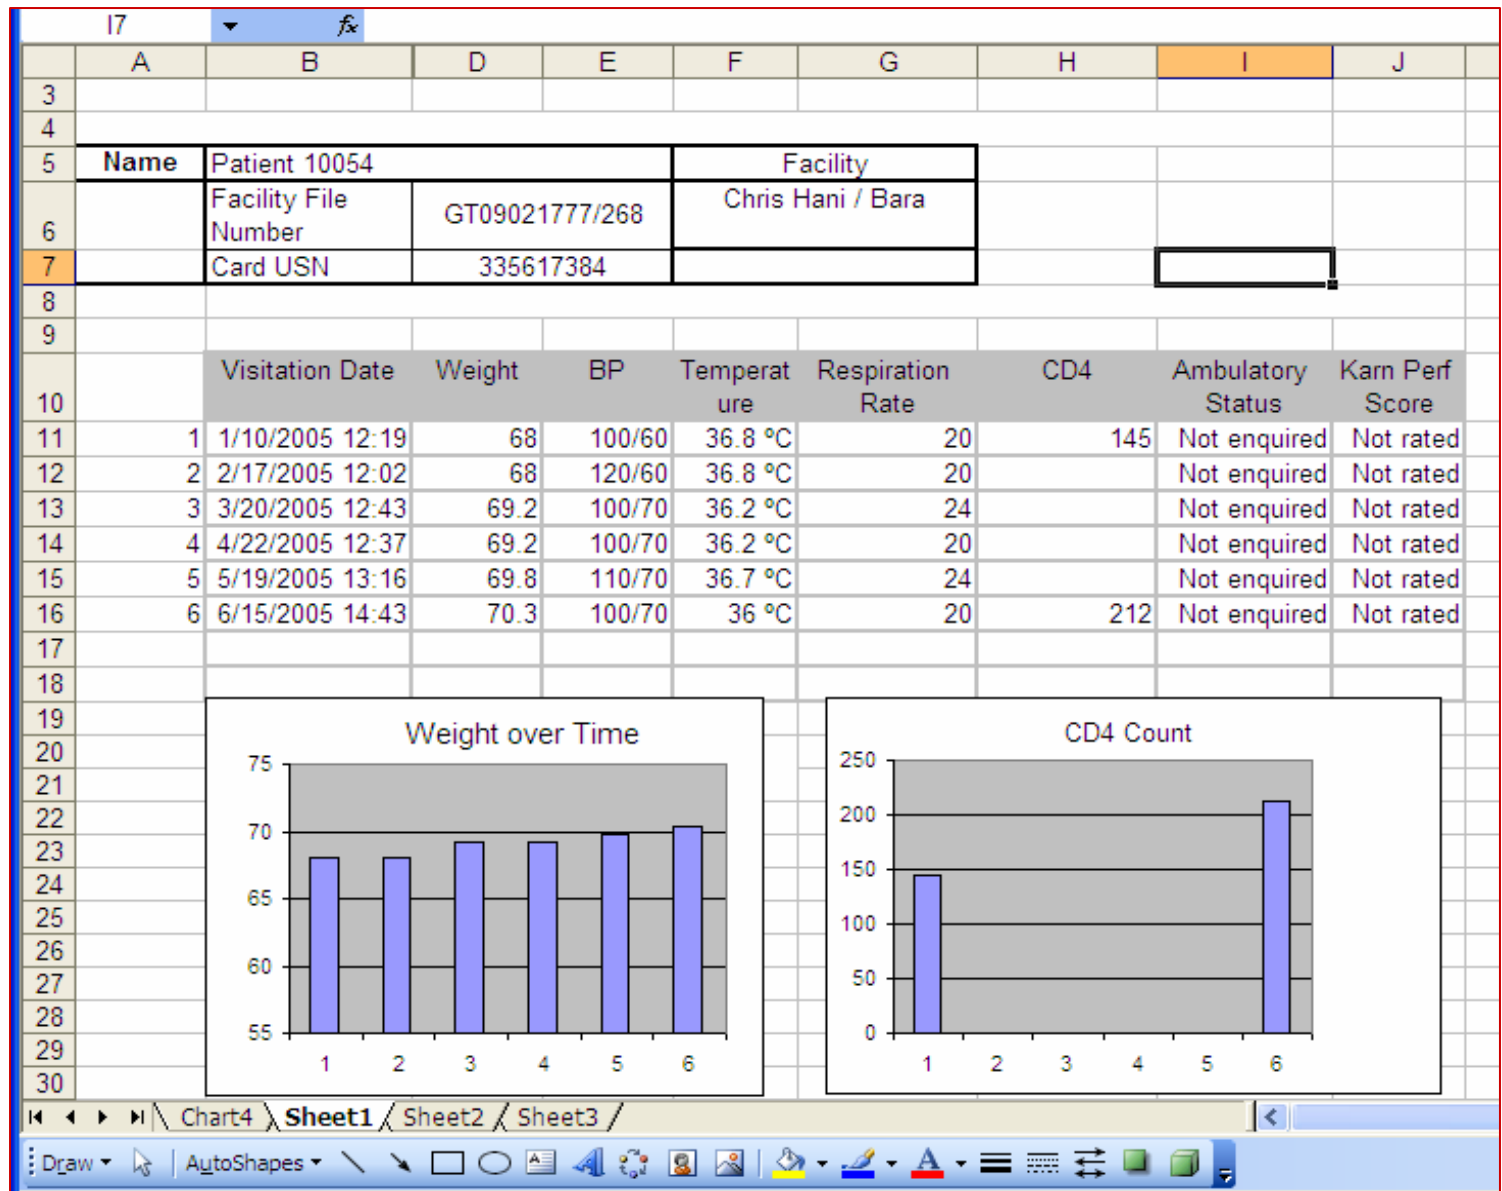 I7 fx
A B D E F G H I J
3
4
5 Name Patient 10054 Facility
6 Facility File Number GT09021777/268 Chris Hani / Bara
7 Card USN 335617384
8
9
10 Visitation Date Weight BP Temperat ure Respiration Rate CD4 Ambulatory Status Karn Perf Score
11 1 1/10/2005 12:19 68 100/60 36.8 ºC 20 145 Not enquired Not rated
12 2 2/17/2005 12:02 68 120/60 36.8 ºC 20 Not enquired Not rated
13 3 3/20/2005 12:43 69.2 100/70 36.2 ºC 24 Not enquired Not rated
14 4 4/22/2005 12:37 69.2 100/70 36.2 ºC 20 Not enquired Not rated
15 5 5/19/2005 13:16 69.8 110/70 36.7 ºC 24 Not enquired Not rated
16 6 6/15/2005 14:43 70.3 100/70 36 ºC 20 212 Not enquired Not rated
17
18
19
20
21
22
23
24
25
26
27
28
29
30
Weight over Time
75
70
65
60
55
1 2 3 4 5 6
CD4 Count
250
200
150
100
50
0
1 2 3 4 5 6
Chart4 Sheet1 Sheet2 Sheet3
Draw AutoShapes A A